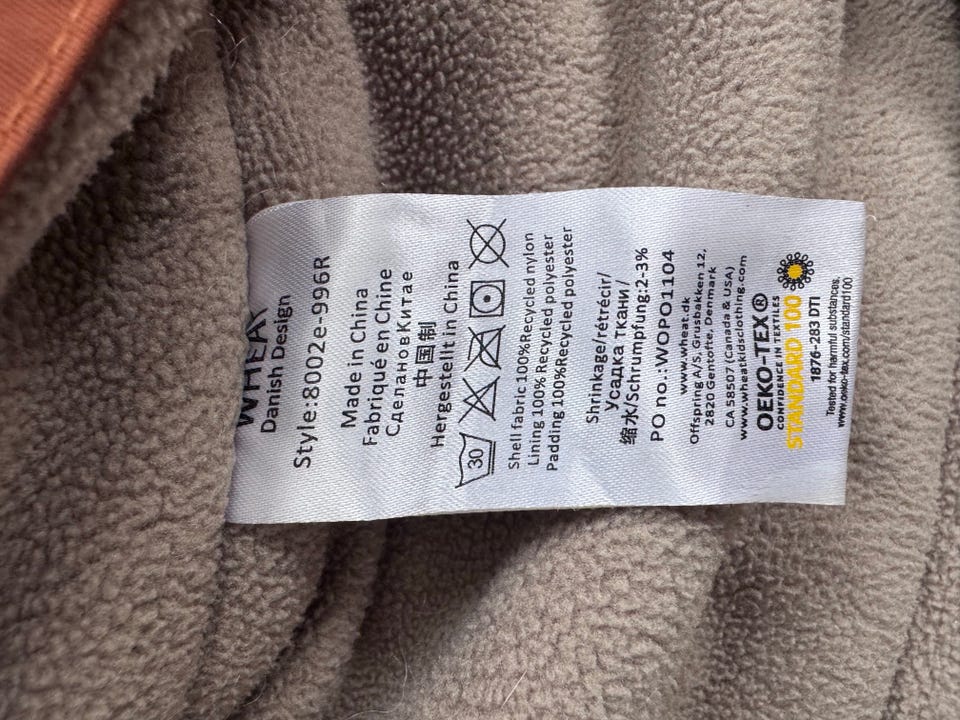 WHEAT
Danish Design
Style:8002e-996R
Made in China
Fabriqué en Chine
СделановКитае
中国制
Hergestellt in China
30
Shell fabric 100%Recycled nylon
Lining 100% Recycled polyester
Padding 100%Recycled polyester
Shrinkage/rétrécir/
Усадка ткани/
缩水/Schrumpfung:2-3%
PO no.:WOPO11104
www.wheat.dk
Offspring A/S, Grusbakken 12,
2820 Gentofte, Denmark
CA 58507 (Canada & USA)
www.wheatkidsclothing.com
OEKO-TEX®
CONFIDENCE IN TEXTILES
STANDARD 100
1876-283 DTI
Tested for harmful substances.
www.oeko-tex.com/standard100